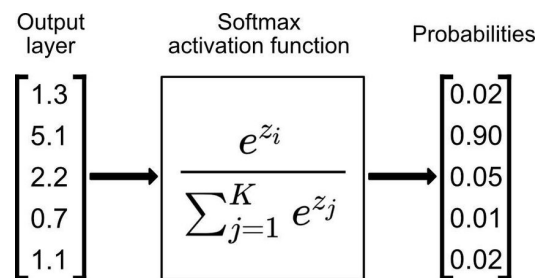 Output
layer
Softmax
activation function
Probabilities
1.3
5.1
2.2
0.7
1.1
e^{z_i}
∑_{j=1}^{K} e^{z_j}
0.02
0.90
0.05
0.01
0.02